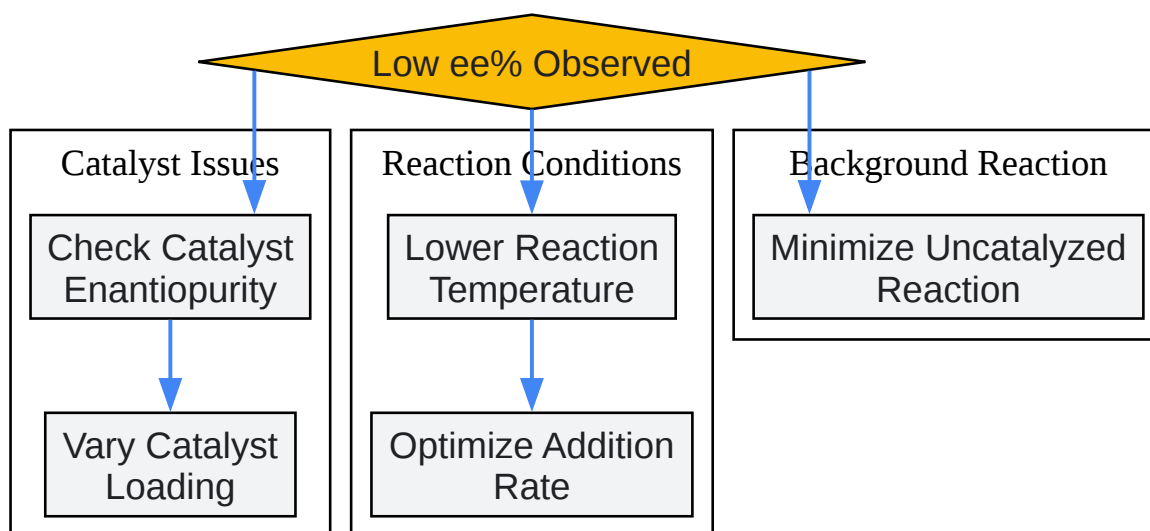 Low ee% Observed
Catalyst Issues
Check Catalyst
Enantiopurity
Vary Catalyst
Loading
Reaction Conditions
Lower Reaction
Temperature
Optimize Addition
Rate
Background Reaction
Minimize Uncatalyzed
Reaction